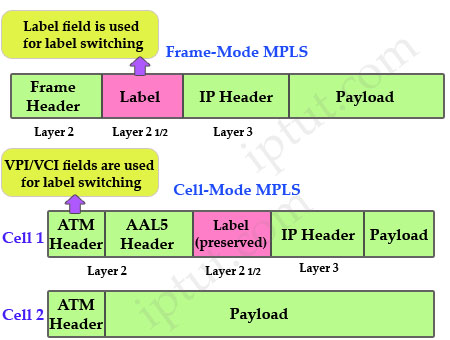 Label field is used
for label switching
Frame-Mode MPLS
Frame
Header
Label
IP Header
Payload
Layer 2
Layer 2 1/2
Layer 3
VPI/VCI fields are used
for label switching
Cell-Mode MPLS
Cell 1
ATM
Header
AAL5
Header
Label
(preserved)
IP Header
Payload
Layer 2
Layer 2 1/2
Layer 3
Cell 2
ATM
Header
Payload
iptut.com
iptut.com